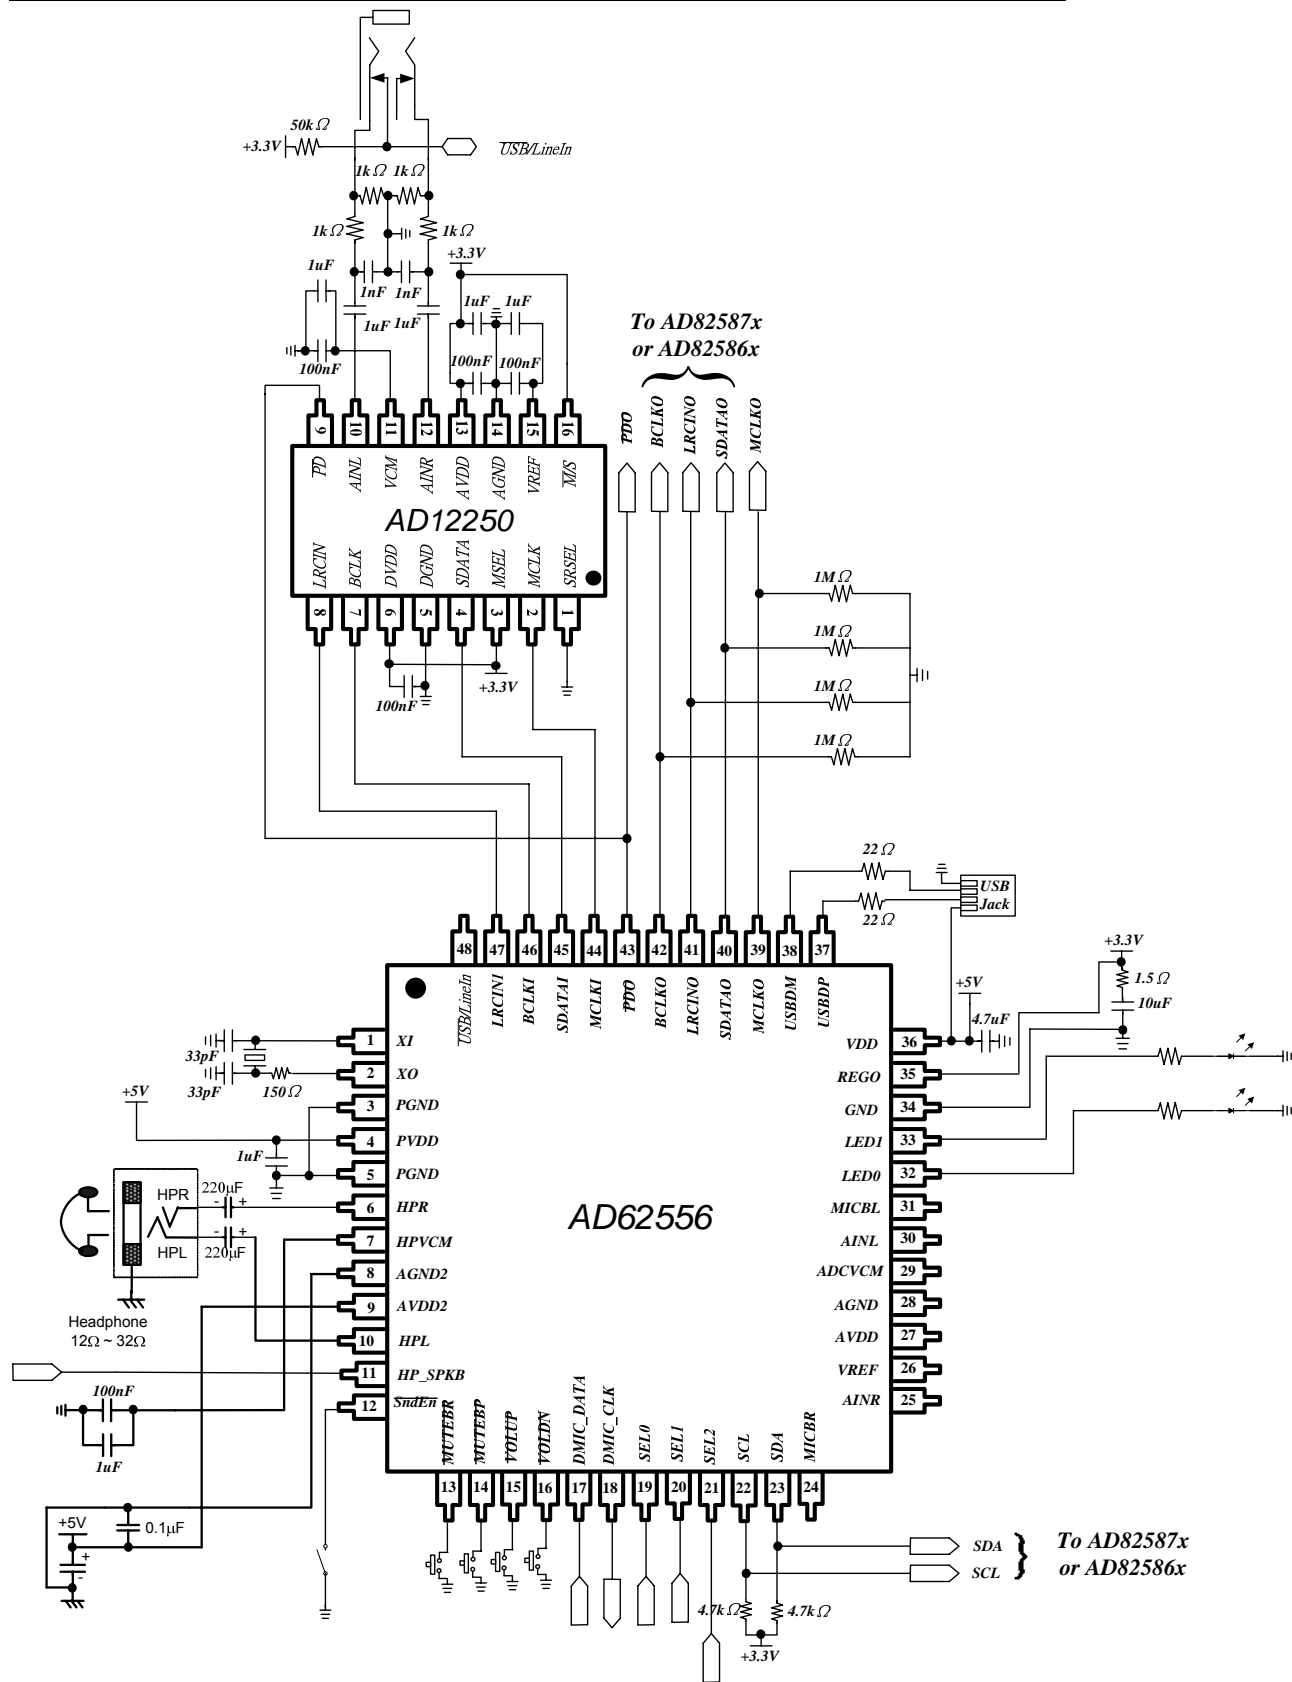 50kΩ
+3.3V
USB/LineIn
1kΩ 1kΩ
1kΩ
1kΩ
+3.3V
1uF
1nF 1nF
1uF 1uF
1uF 1uF
100nF
100nF 100nF
To AD82587x
or AD82586x
PDO
BCLKO
LRCINO
SDATAO
MCLKO
9 10 11 12 13 14 15 16
PD AINL VCM AINR AVDD AGND VREF M/S
AD12250
LRCIN BCLK DVDD DGND SDATA MSEL MCLK SRSEL
8 7 6 5 4 3 2 1
+3.3V
100nF
1MΩ
1MΩ
1MΩ
1MΩ
22Ω
22Ω
USB
Jack
48 47 46 45 44 43 42 41 40 39 38 37
USB/LineIn LRCIN1 BCLKI SDATAI MCLKI PDO BCLKO LRCINO SDATAO MCLKO USBDM USBDP
+3.3V
1.5Ω
10uF
+5V
4.7uF
33pF
33pF
150Ω
+5V
1uF
1 XI
2 XO
3 PGND
4 PVDD
5 PGND
6 HPR
7 HPVCM
8 AGND2
9 AVDD2
10 HPL
11 HP_SPKB
12 SndEn
VDD 36
REGO 35
GND 34
LED1 33
LED0 32
MICBL 31
AINL 30
ADCVCM 29
AGND 28
AVDD 27
VREF 26
AINR 25
AD62556
HPR
HPL
220μF
220μF
- +
- +
Headphone
12Ω ~ 32Ω
100nF
1uF
+5V
0.1μF
+
-
MUTEBR MUTEBP VOLUP VOLDN DMIC_DATA DMIC_CLK SEL0 SEL1 SEL2 SCL SDA MICBR
13 14 15 16 17 18 19 20 21 22 23 24
SDA
SCL
To AD82587x
or AD82586x
4.7kΩ
4.7kΩ
+3.3V